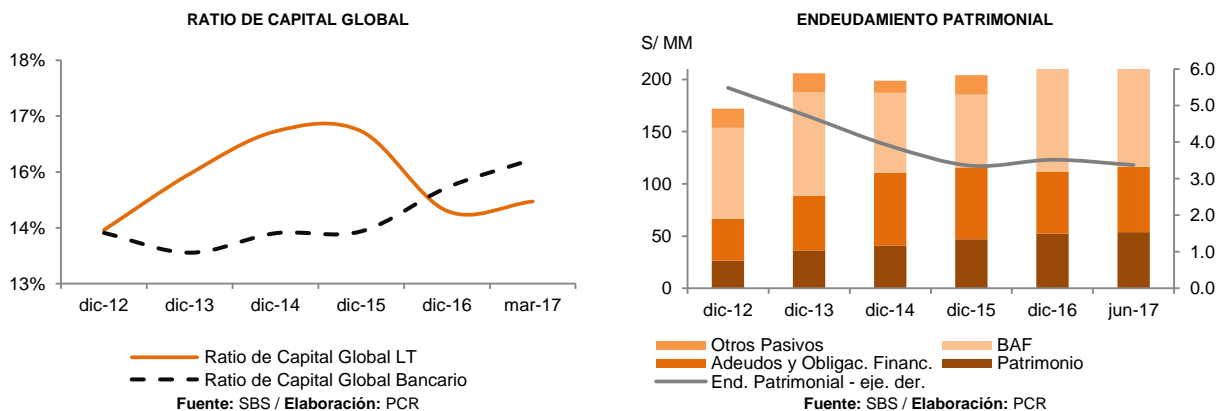 RATIO DE CAPITAL GLOBAL
18%
17%
16%
14%
13%
dic-12 dic-13 dic-14 dic-15 dic-16 mar-17
Ratio de Capital Global LT
Ratio de Capital Global Bancario
Fuente: SBS / Elaboración: PCR
ENDEUDAMIENTO PATRIMONIAL
S/ MM
200
150
100
50
0
6.0
5.0
4.0
3.0
2.0
1.0
0.0
dic-12 dic-13 dic-14 dic-15 dic-16 jun-17
Otros Pasivos BAF
Adeudos y Obligac. Financ. Patrimonio
End. Patrimonial - eje. der.
Fuente: SBS / Elaboración: PCR